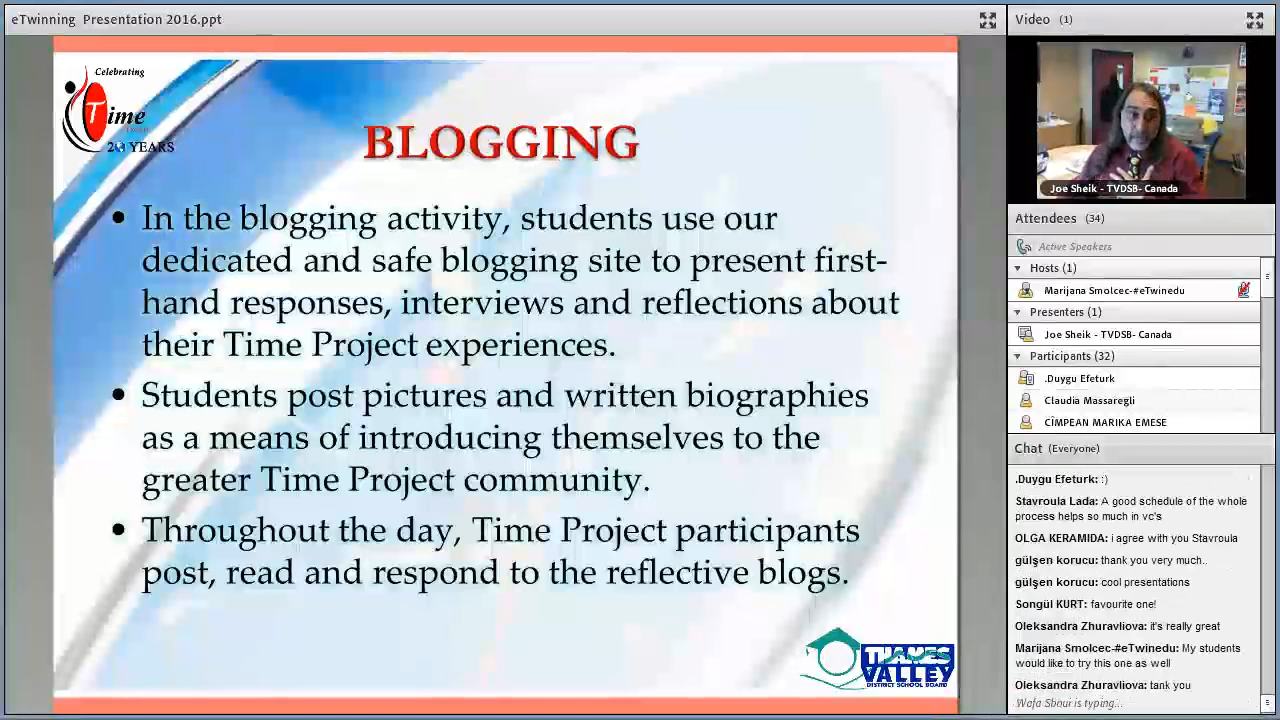 eTwinning Presentation 2016.ppt
Celebrating
Time
20 YEARS
BLOGGING
• In the blogging activity, students use our
dedicated and safe blogging site to present first-
hand responses, interviews and reflections about
their Time Project experiences.
• Students post pictures and written biographies
as a means of introducing themselves to the
greater Time Project community.
• Throughout the day, Time Project participants
post, read and respond to the reflective blogs.
THAMES
VALLEY
DISTRICT SCHOOL BOARD
Video (1)
Joe Sheik - TVDSB- Canada
Attendees (34)
Active Speakers
Hosts (1)
Marijana Smolcec-#eTwinedu
Presenters (1)
Joe Sheik - TVDSB- Canada
Participants (32)
.Duygu Efeturk
Claudia Massaregli
CÎMPEAN MARIKA EMESE
Chat (Everyone)
.Duygu Efeturk: :)
Stavroula Lada: A good schedule of the whole
process helps so much in vc's
OLGA KERAMIDA: i agree with you Stavroula
gülşen korucu: thank you very much..
gülşen korucu: cool presentations
Songül KURT: favourite one!
Oleksandra Zhuravliova: it's really great
Marijana Smolcec-#eTwinedu: My students
would like to try this one as well
Oleksandra Zhuravliova: tank you
Wafa Sbour is typing...